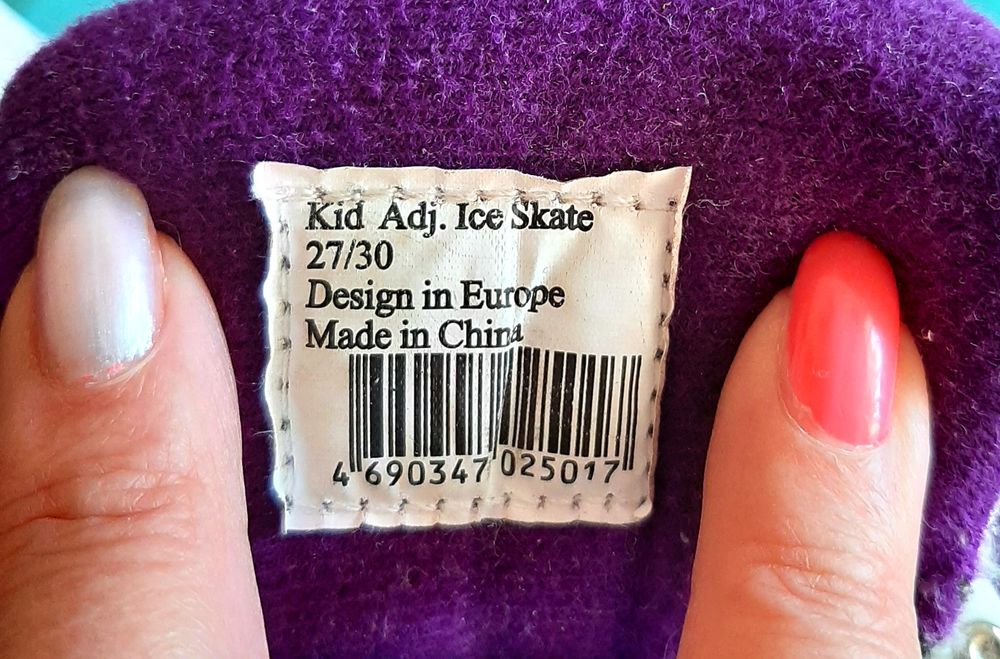 Kid Adj. Ice Skate
27/30
Design in Europe
Made in China
4 690347 025017